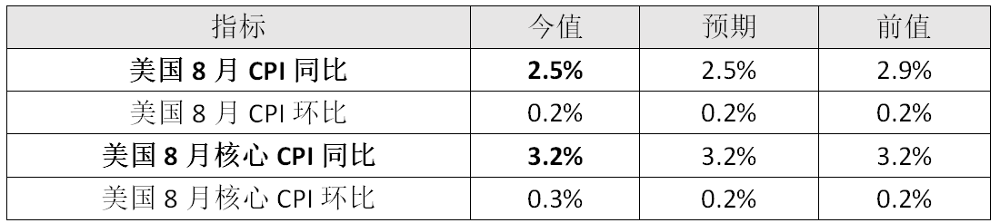 指标 今值 预期 前值
美国 8 月 CPI 同比 2.5% 2.5% 2.9%
美国 8 月 CPI 环比 0.2% 0.2% 0.2%
美国 8 月核心 CPI 同比 3.2% 3.2% 3.2%
美国 8 月核心 CPI 环比 0.3% 0.2% 0.2%